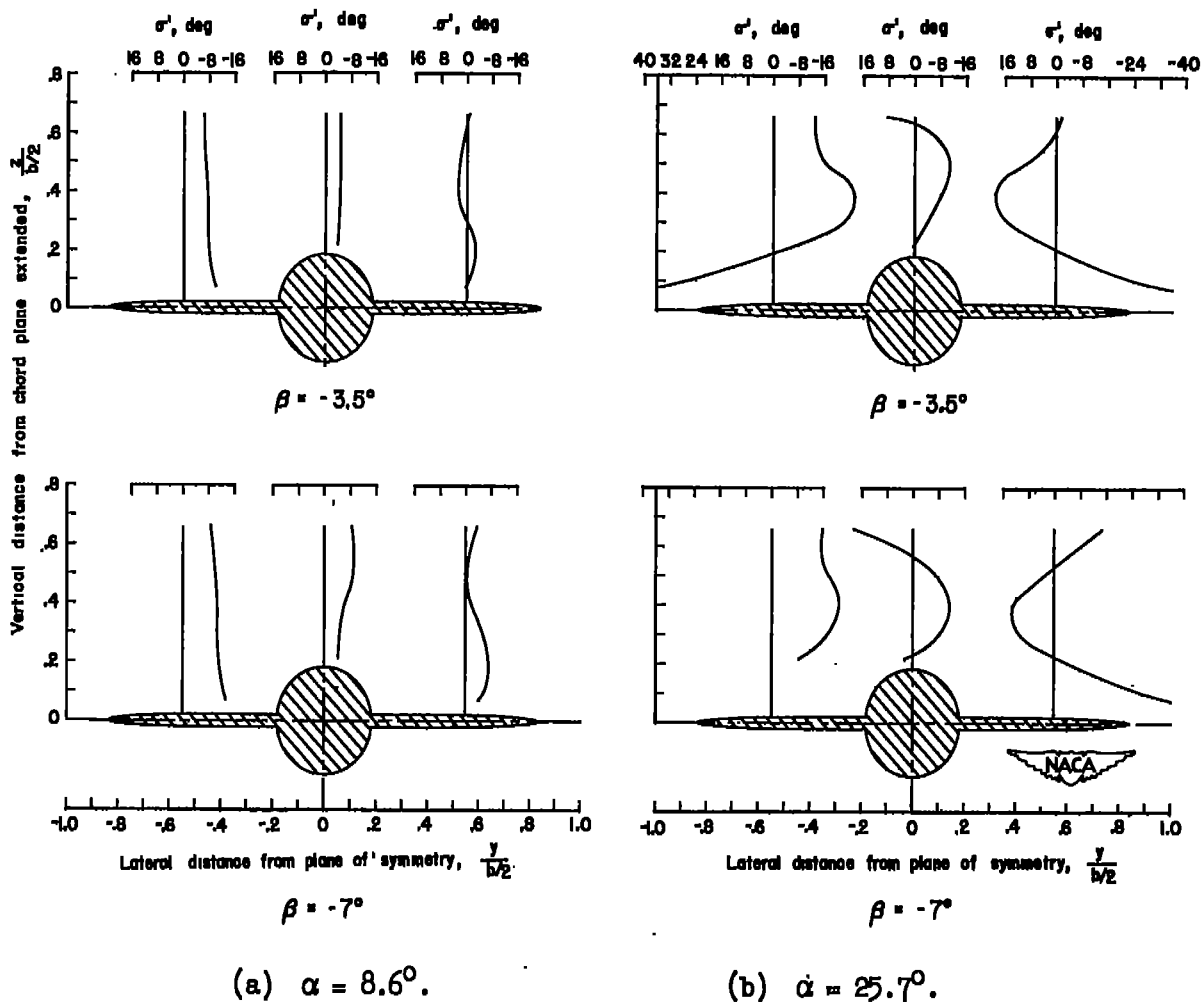 σ', deg
σ', deg
σ', deg
16 8 0 -8 -16
16 8 0 -8 -16
16 8 0 -8 -16
σ', deg
σ', deg
σ', deg
40 32 24 16 8 0 -8 -16
16 8 0 -8 -16
16 8 0 -8 -24 -40
Vertical distance from chord plane extended, z/b/2
.8
.6
.4
.2
0
β = -3.5°
β = -3.5°
.8
.6
.4
.2
0
NACA
-1.0 -.8 -.6 -.4 -.2 0 .2 .4 .6 .8 1.0
-1.0 -.8 -.6 -.4 -.2 0 .2 .4 .6 .8 1.0
Lateral distance from plane of symmetry, y/b/2
Lateral distance from plane of symmetry, y/b/2
β = -7°
β = -7°
(a) α = 8.6°.
(b) α = 25.7°.